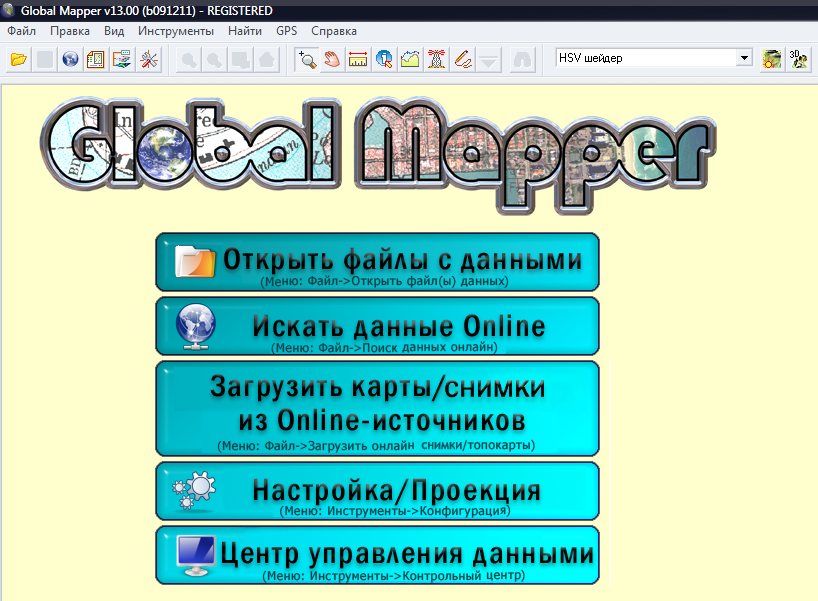 Global Mapper v13.00 (b091211) - REGISTERED
Файл Правка Вид Инструменты Найти GPS Справка
HSV шейдер
3D
Global Mapper
Открыть файлы с данными
(Меню: Файл->Открыть файл(ы) данных)
Искать данные Online
(Меню: Файл->Поиск данных онлайн)
Загрузить карты/снимки
из Online-источников
(Меню: Файл->Загрузить онлайн снимки/топокарты)
Настройка/Проекция
(Меню: Инструменты->Конфигурация)
Центр управления данными
(Меню: Инструменты->Контрольный центр)